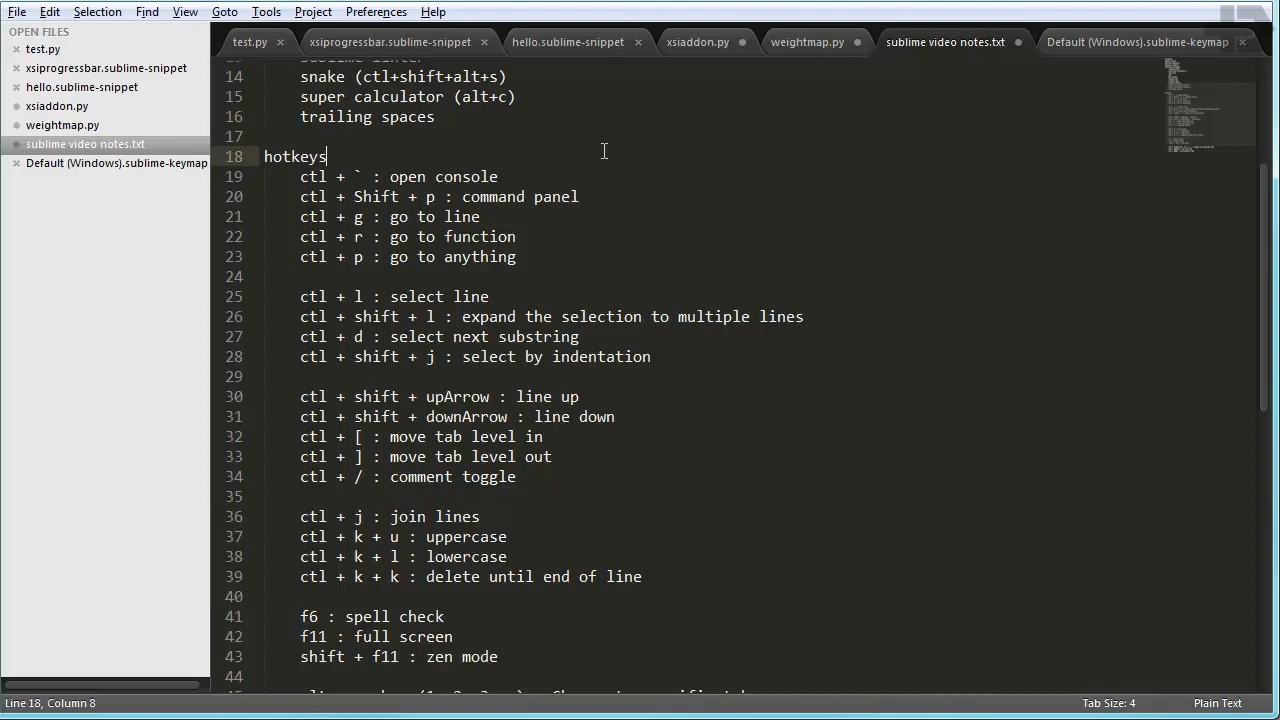 File Edit Selection Find View Goto Tools Project Preferences Help
OPEN FILES
test.py
xsiprogressbar.sublime-snippet
hello.sublime-snippet
xsiaddon.py
weightmap.py
sublime video notes.txt
Default (Windows).sublime-keymap
test.py xsiprogressbar.sublime-snippet hello.sublime-snippet xsiaddon.py weightmap.py sublime video notes.txt Default (Windows).sublime-keymap
14 snake (ctl+shift+alt+s)
15 super calculator (alt+c)
16 trailing spaces
17
18 hotkeys
19 ctl + ` : open console
20 ctl + Shift + p : command panel
21 ctl + g : go to line
22 ctl + r : go to function
23 ctl + p : go to anything
24
25 ctl + l : select line
26 ctl + shift + l : expand the selection to multiple lines
27 ctl + d : select next substring
28 ctl + shift + j : select by indentation
29
30 ctl + shift + upArrow : line up
31 ctl + shift + downArrow : line down
32 ctl + [ : move tab level in
33 ctl + ] : move tab level out
34 ctl + / : comment toggle
35
36 ctl + j : join lines
37 ctl + k + u : uppercase
38 ctl + k + l : lowercase
39 ctl + k + k : delete until end of line
40
41 f6 : spell check
42 f11 : full screen
43 shift + f11 : zen mode
44
Line 18, Column 8 Tab Size: 4 Plain Text